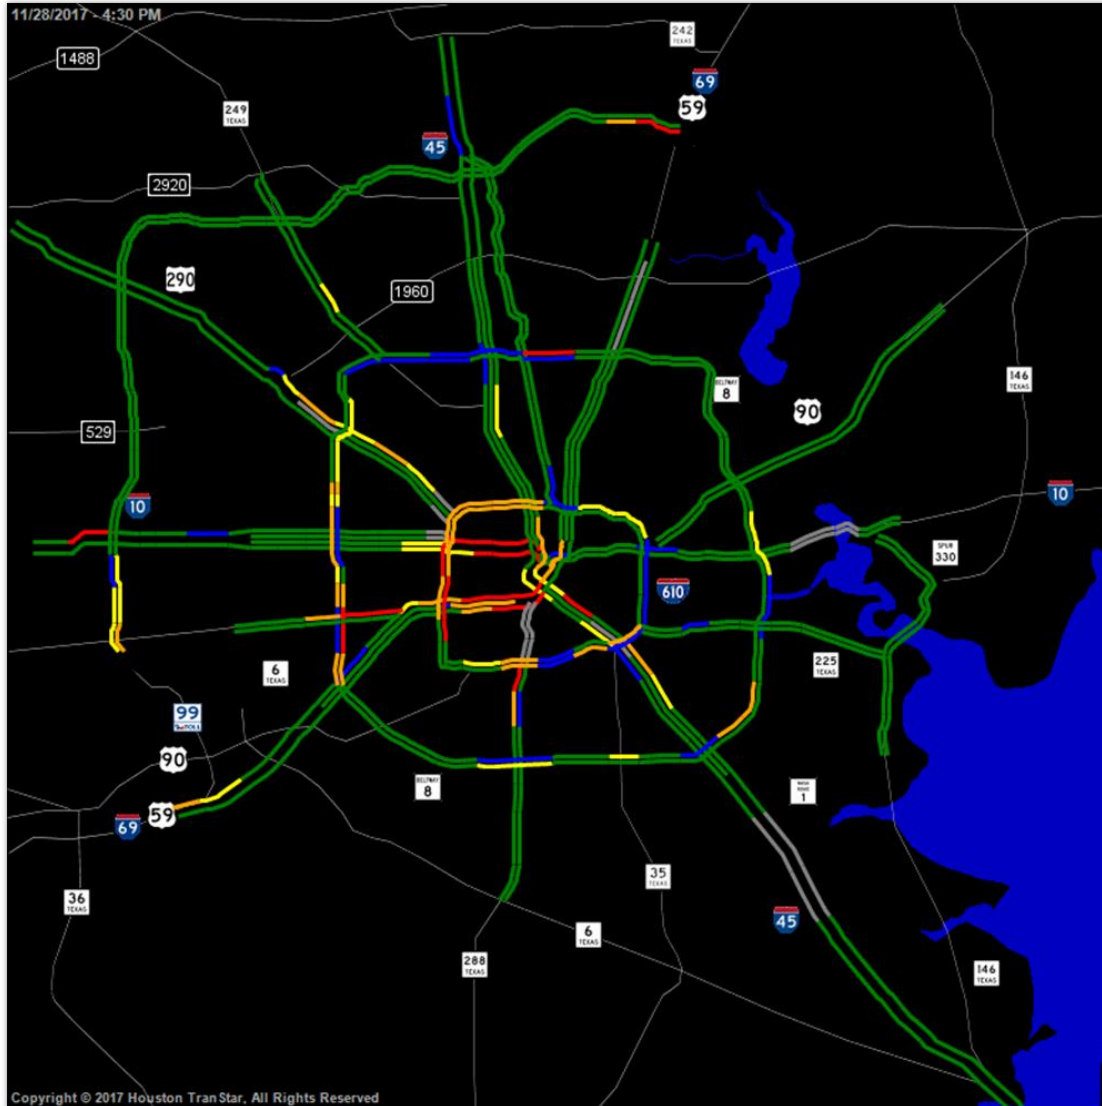 11/28/2017 - 4:30 PM
242
TEXAS
1488
69
59
249
TEXAS
45
2920
290
1960
146
TEXAS
BELTWAY
8
90
529
10
10
SPUR
330
610
225
TEXAS
6
TEXAS
99
90
BELTWAY
8
1
59
69
35
TEXAS
36
TEXAS
45
6
TEXAS
288
TEXAS
146
TEXAS
Copyright © 2017 Houston TranStar, All Rights Reserved